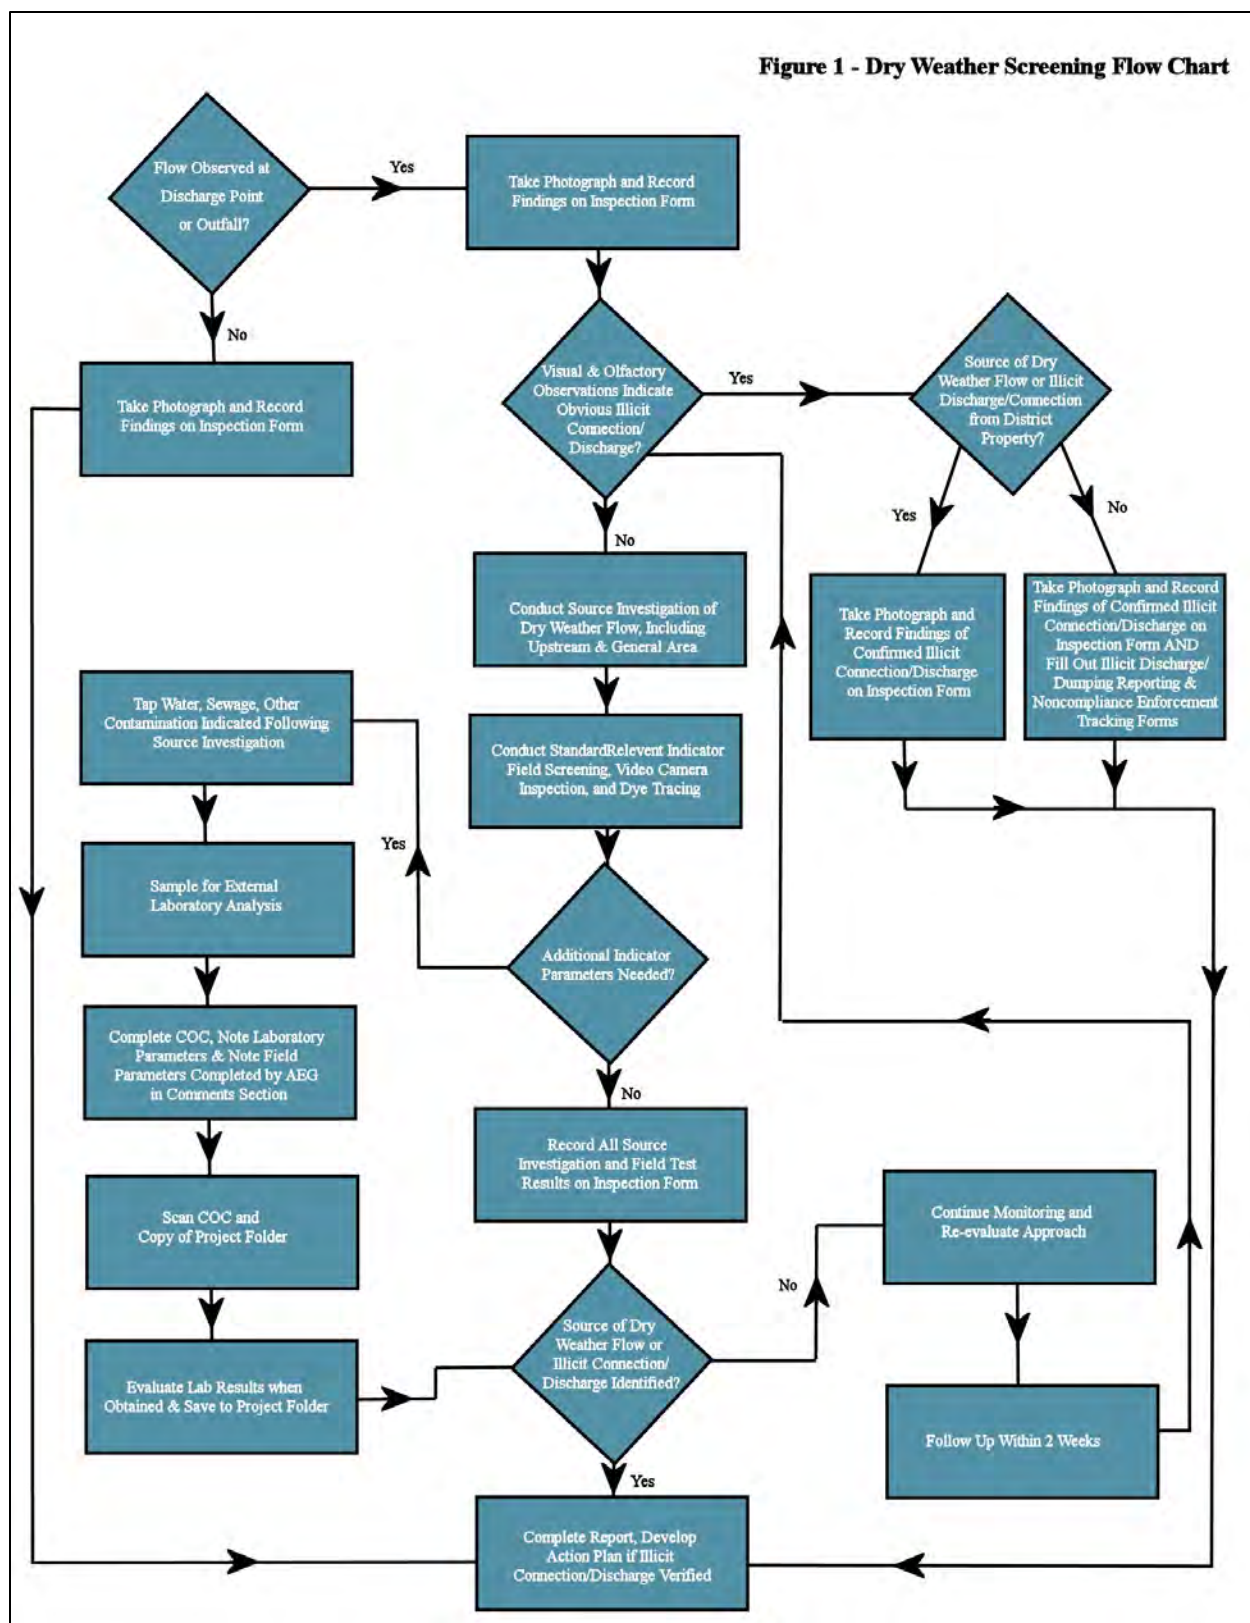 Figure 1 - Dry Weather Screening Flow Chart
Flow Observed at
Discharge Point
or Outfall?
Yes
Take Photograph and Record
Findings on Inspection Form
No
Take Photograph and Record
Findings on Inspection Form
Visual & Olfactory
Observations Indicate
Obvious Illicit
Connection/
Discharge?
Yes
Source of Dry
Weather Flow or Illicit
Discharge/Connection
from District
Property?
Yes
No
Take Photograph and
Record Findings of
Confirmed Illicit
Connection/Discharge
on Inspection Form
Take Photograph and Record
Findings of Confirmed Illicit
Connection/Discharge on
Inspection Form AND
Fill Out Illicit Discharge/
Dumping Reporting &
Noncompliance Enforcement
Tracking Forms
No
Conduct Source Investigation of
Dry Weather Flow, Including
Upstream & General Area
Conduct StandardRelevent Indicator
Field Screening, Video Camera
Inspection, and Dye Tracing
Additional Indicator
Parameters Needed?
Yes
Tap Water, Sewage, Other
Contamination Indicated Following
Source Investigation
Sample for External
Laboratory Analysis
Complete COC, Note Laboratory
Parameters & Note Field
Parameters Completed by AEG
in Comments Section
Scan COC and
Copy of Project Folder
Evaluate Lab Results when
Obtained & Save to Project Folder
No
Record All Source
Investigation and Field Test
Results on Inspection Form
Source of Dry
Weather Flow or
Illicit Connection/
Discharge Identified?
No
Continue Monitoring and
Re-evaluate Approach
Follow Up Within 2 Weeks
Yes
Complete Report, Develop
Action Plan if Illicit
Connection/Discharge Verified